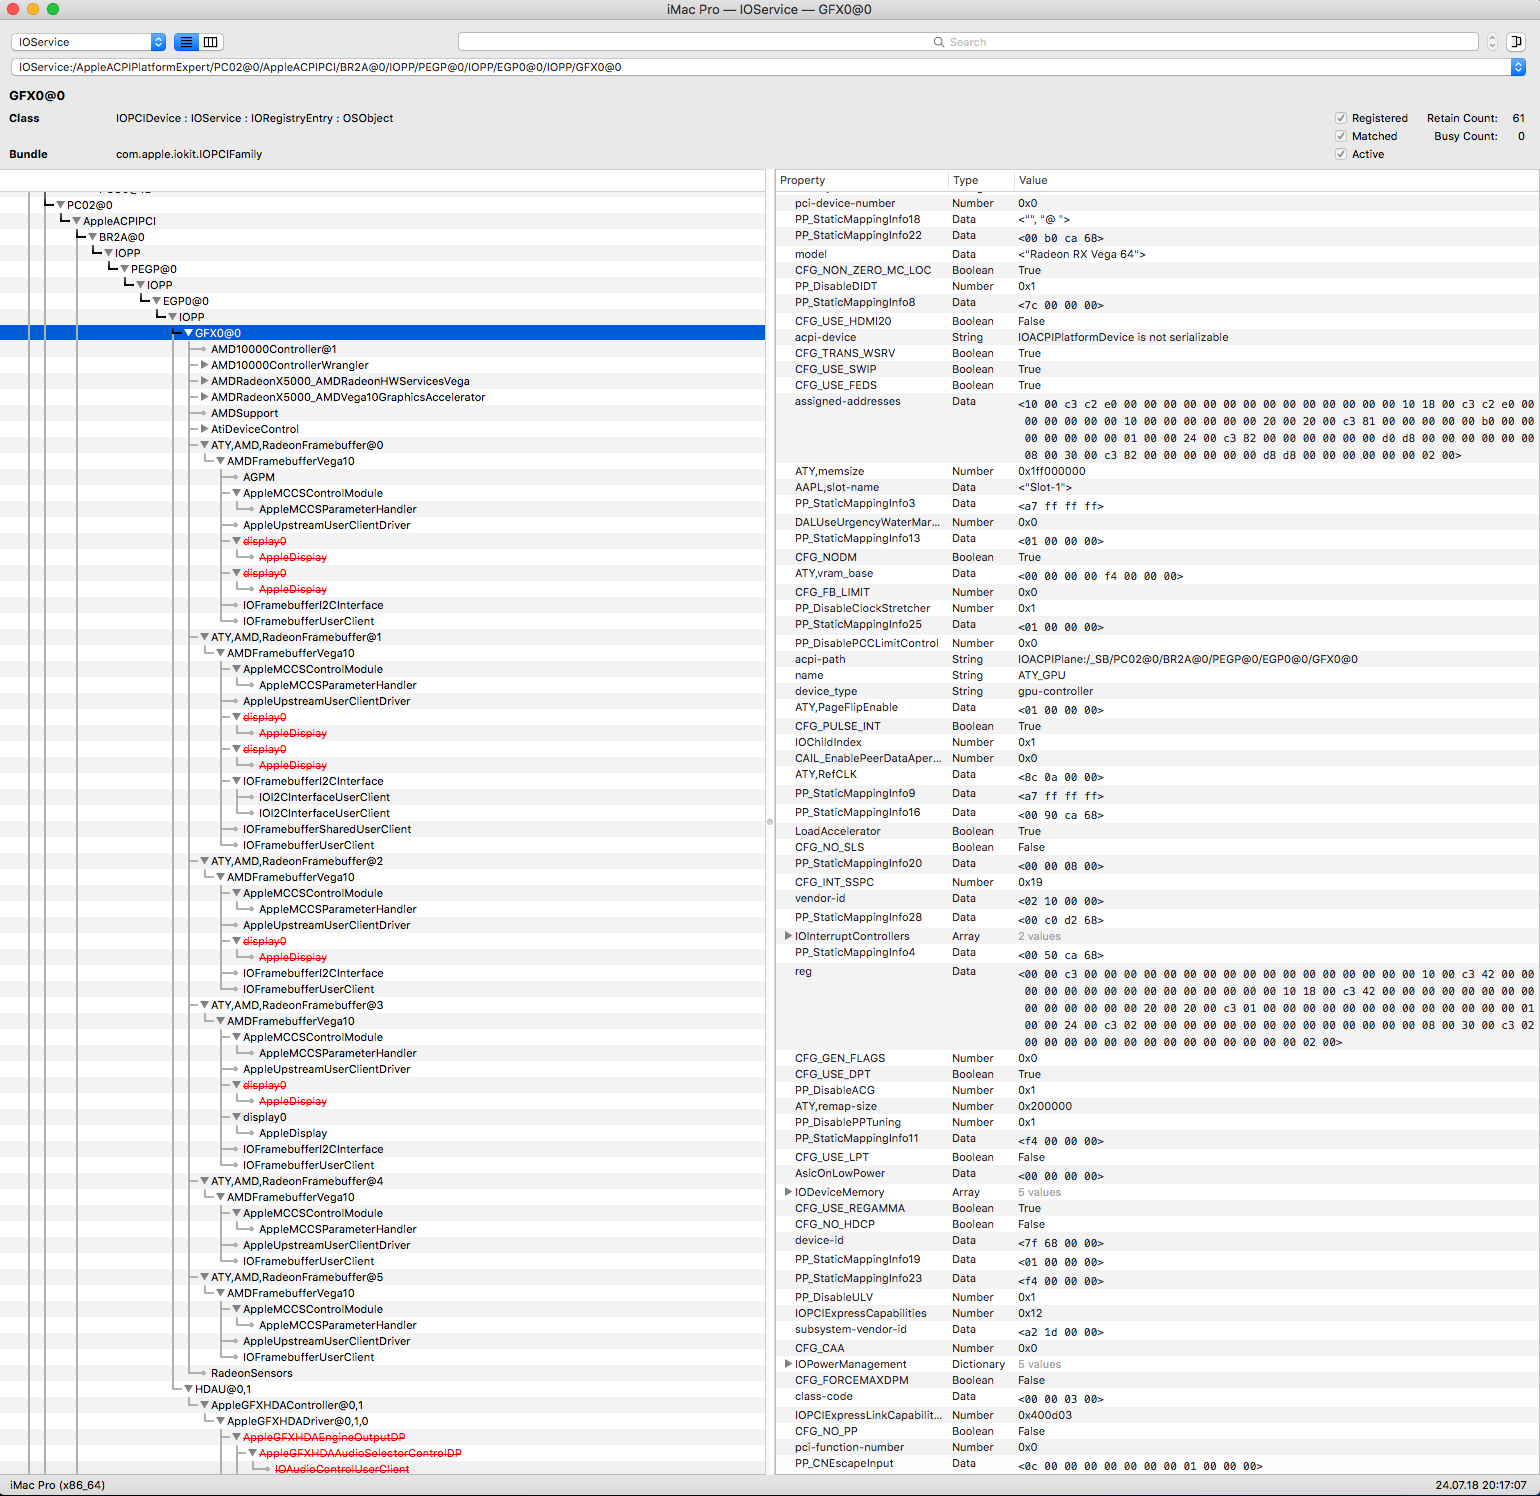 iMac Pro — IOService — GFX0@0
IOService
Search
IOService:/AppleACPIPlatformExpert/PC02@0/AppleACPIPCI/BR2A@0/IOPP/PEGP@0/IOPP/EGP0@0/IOPP/GFX0@0
GFX0@0
Class IOPCIDevice : IOService : IORegistryEntry : OSObject
Registered Retain Count: 61
Matched Busy Count: 0
Bundle com.apple.iokit.IOPCIFamily
Active
PC02@0
AppleACPIPCI
BR2A@0
IOPP
PEGP@0
IOPP
EGP0@0
IOPP
GFX0@0
AMD10000Controller@1
AMD10000ControllerWrangler
AMDRadeonX5000_AMDRadeonHWServicesVega
AMDRadeonX5000_AMDVega10GraphicsAccelerator
AMDSupport
AtiDeviceControl
ATY,AMD,RadeonFramebuffer@0
AMDFramebufferVega10
AGPM
AppleMCCSControlModule
AppleMCCSParameterHandler
AppleUpstreamUserClientDriver
display0
AppleDisplay
display0
AppleDisplay
IOFramebufferI2CInterface
IOFramebufferUserClient
ATY,AMD,RadeonFramebuffer@1
AMDFramebufferVega10
AppleMCCSControlModule
AppleMCCSParameterHandler
AppleUpstreamUserClientDriver
display0
AppleDisplay
display0
AppleDisplay
IOFramebufferI2CInterface
IOI2CInterfaceUserClient
IOI2CInterfaceUserClient
IOFramebufferSharedUserClient
IOFramebufferUserClient
ATY,AMD,RadeonFramebuffer@2
AMDFramebufferVega10
AppleMCCSControlModule
AppleMCCSParameterHandler
AppleUpstreamUserClientDriver
display0
AppleDisplay
IOFramebufferI2CInterface
IOFramebufferUserClient
ATY,AMD,RadeonFramebuffer@3
AMDFramebufferVega10
AppleMCCSControlModule
AppleMCCSParameterHandler
AppleUpstreamUserClientDriver
display0
AppleDisplay
display0
AppleDisplay
IOFramebufferI2CInterface
IOFramebufferUserClient
ATY,AMD,RadeonFramebuffer@4
AMDFramebufferVega10
AppleMCCSControlModule
AppleMCCSParameterHandler
AppleUpstreamUserClientDriver
IOFramebufferUserClient
ATY,AMD,RadeonFramebuffer@5
AMDFramebufferVega10
AppleMCCSControlModule
AppleMCCSParameterHandler
AppleUpstreamUserClientDriver
IOFramebufferUserClient
RadeonSensors
HDAU@0,1
AppleGFXHDAController@0,1
AppleGFXHDADriver@0,1,0
AppleGFXHDAEngineOutputDP
AppleGFXHDAAudioSelectorControlDP
IOAudioControlUserClient
Property Type Value
pci-device-number Number 0x0
PP_StaticMappingInfo18 Data <"", "@ ">
PP_StaticMappingInfo22 Data <00 b0 ca 68>
model Data <"Radeon RX Vega 64">
CFG_NON_ZERO_MC_LOC Boolean True
PP_DisableDIDT Number 0x1
PP_StaticMappingInfo8 Data <7c 00 00 00>
CFG_USE_HDMI20 Boolean False
acpi-device String IOACPIPlatformDevice is not serializable
CFG_TRANS_WSRV Boolean True
CFG_USE_SWIP Boolean True
CFG_USE_FEDS Boolean True
assigned-addresses Data <10 00 c3 c2 e0 00 00 00 00 00 00 00 00 00 00 00 00 00 10 18 00 c3 c2 e0 00
00 00 00 00 00 10 00 00 00 00 00 00 20 00 20 00 c3 81 00 00 00 00 00 b0 00 00
00 00 00 00 00 01 00 00 24 00 c3 82 00 00 00 00 00 00 d0 d8 00 00 00 00 00 00
08 00 30 00 c3 82 00 00 00 00 00 00 d8 d8 00 00 00 00 00 00 02 00>
ATY,memsize Number 0x1ff000000
AAPL,slot-name Data <"Slot-1">
PP_StaticMappingInfo3 Data <a7 ff ff ff>
DALUseUrgencyWaterMar... Number 0x0
PP_StaticMappingInfo13 Data <01 00 00 00>
CFG_NODM Boolean True
ATY,vram_base Data <00 00 00 00 f4 00 00 00>
CFG_FB_LIMIT Number 0x0
PP_DisableClockStretcher Number 0x1
PP_StaticMappingInfo25 Data <01 00 00 00>
PP_DisablePCCLimitControl Number 0x0
acpi-path String IOACPIPlane:/_SB/PC02@0/BR2A@0/PEGP@0/EGP0@0/GFX0@0
name String ATY_GPU
device_type String gpu-controller
ATY,PageFlipEnable Data <01 00 00 00>
CFG_PULSE_INT Boolean True
IOChildIndex Number 0x1
CAIL_EnablePeerDataAper... Number 0x0
ATY,RefCLK Data <8c 0a 00 00>
PP_StaticMappingInfo9 Data <a7 ff ff ff>
PP_StaticMappingInfo16 Data <00 90 ca 68>
LoadAccelerator Boolean True
CFG_NO_SLS Boolean False
PP_StaticMappingInfo20 Data <00 00 08 00>
CFG_INT_SSPC Number 0x19
vendor-id Data <02 10 00 00>
PP_StaticMappingInfo28 Data <00 c0 d2 68>
IOInterruptControllers Array 2 values
PP_StaticMappingInfo4 Data <00 50 ca 68>
reg Data <00 00 c3 00 00 00 00 00 00 00 00 00 00 00 00 00 00 00 00 10 00 c3 42 00 00
00 00 00 00 00 00 00 00 00 00 00 00 00 00 10 18 00 c3 42 00 00 00 00 00 00 00
00 00 00 00 00 00 00 20 00 20 00 c3 01 00 00 00 00 00 00 00 00 00 00 00 00 01
00 00 24 00 c3 02 00 00 00 00 00 00 00 00 00 00 00 00 00 00 08 00 30 00 c3 02
00 00 00 00 00 00 00 00 00 00 00 00 00 00 02 00>
CFG_GEN_FLAGS Number 0x0
CFG_USE_DPT Boolean True
PP_DisableACG Number 0x1
ATY,remap-size Number 0x200000
PP_DisablePPTuning Number 0x1
PP_StaticMappingInfo11 Data <f4 00 00 00>
CFG_USE_LPT Boolean False
AsicOnLowPower Data <00 00 00 00>
IODeviceMemory Array 5 values
CFG_USE_REGAMMA Boolean True
CFG_NO_HDCP Boolean False
device-id Data <7f 68 00 00>
PP_StaticMappingInfo19 Data <01 00 00 00>
PP_StaticMappingInfo23 Data <f4 00 00 00>
PP_DisableULV Number 0x1
IOPCIExpressCapabilities Number 0x12
subsystem-vendor-id Data <a2 1d 00 00>
CFG_CAA Number 0x0
IOPowerManagement Dictionary 5 values
CFG_FORCEMAXDPM Boolean False
class-code Data <00 00 03 00>
IOPCIExpressLinkCapabilit... Number 0x400d03
CFG_NO_PP Boolean False
pci-function-number Number 0x0
PP_CNEscapeInput Data <0c 00 00 00 00 00 00 00 01 00 00 00>
iMac Pro (x86_64)
24.07.18 20:17:07